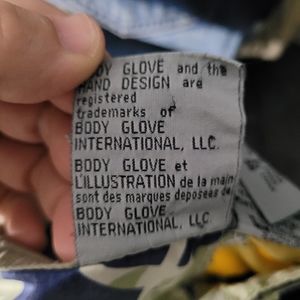 BODY GLOVE and the
HAND DESIGN are
registered
trademarks of
BODY GLOVE
INTERNATIONAL, LLC.
BODY GLOVE et
L'ILLUSTRATION de la main
sont des marques déposées de
BODY GLOVE
INTERNATIONAL, LLC.